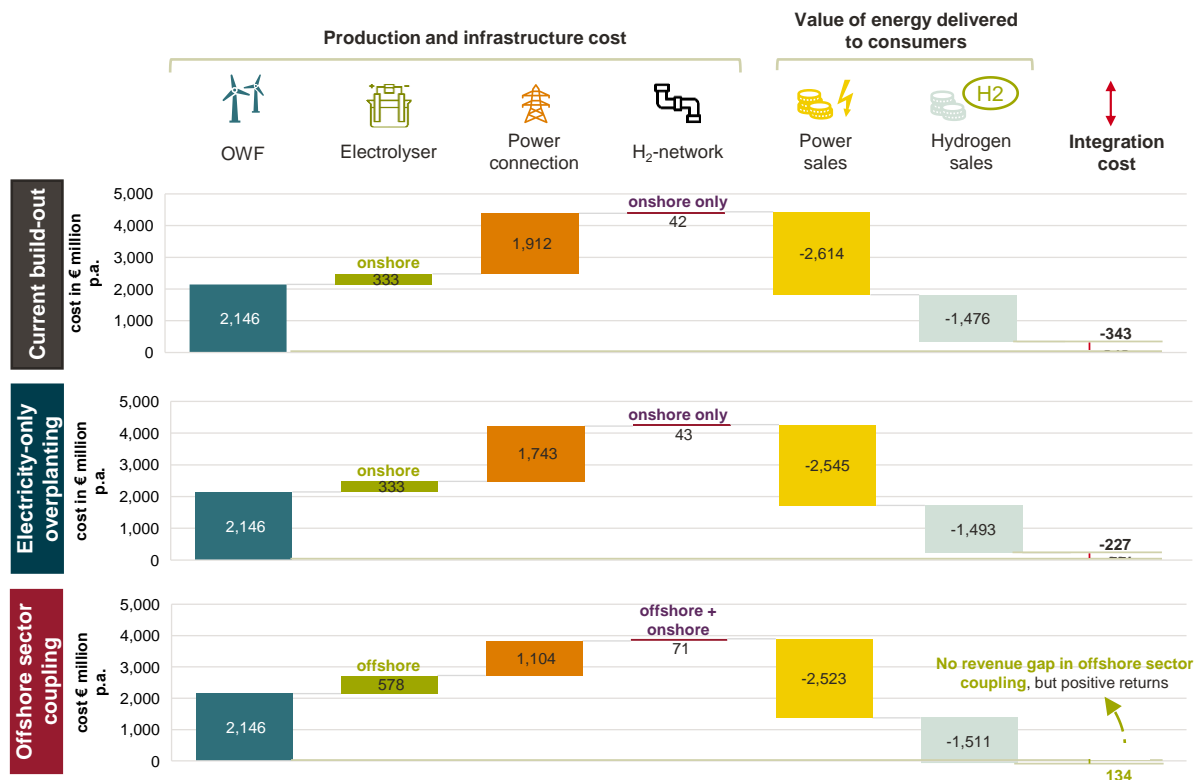 Production and infrastructure cost
Value of energy delivered
to consumers
H2
OWF
Electrolyser
Power
connection
H₂-network
Power
sales
Hydrogen
sales
Integration
cost
Current build-out
cost in € million
p.a.
5,000
4,000
3,000
2,000
1,000
0
2,146
onshore
333
1,912
onshore only
42
-2,614
-1,476
-343
Electricity-only
overplanting
cost in € million
p.a.
5,000
4,000
3,000
2,000
1,000
0
2,146
onshore
333
1,743
onshore only
43
-2,545
-1,493
-227
Offshore sector
coupling
cost € million
p.a.
5,000
4,000
3,000
2,000
1,000
0
2,146
offshore
578
1,104
offshore +
onshore
71
-2,523
-1,511
No revenue gap in offshore sector
coupling, but positive returns
134